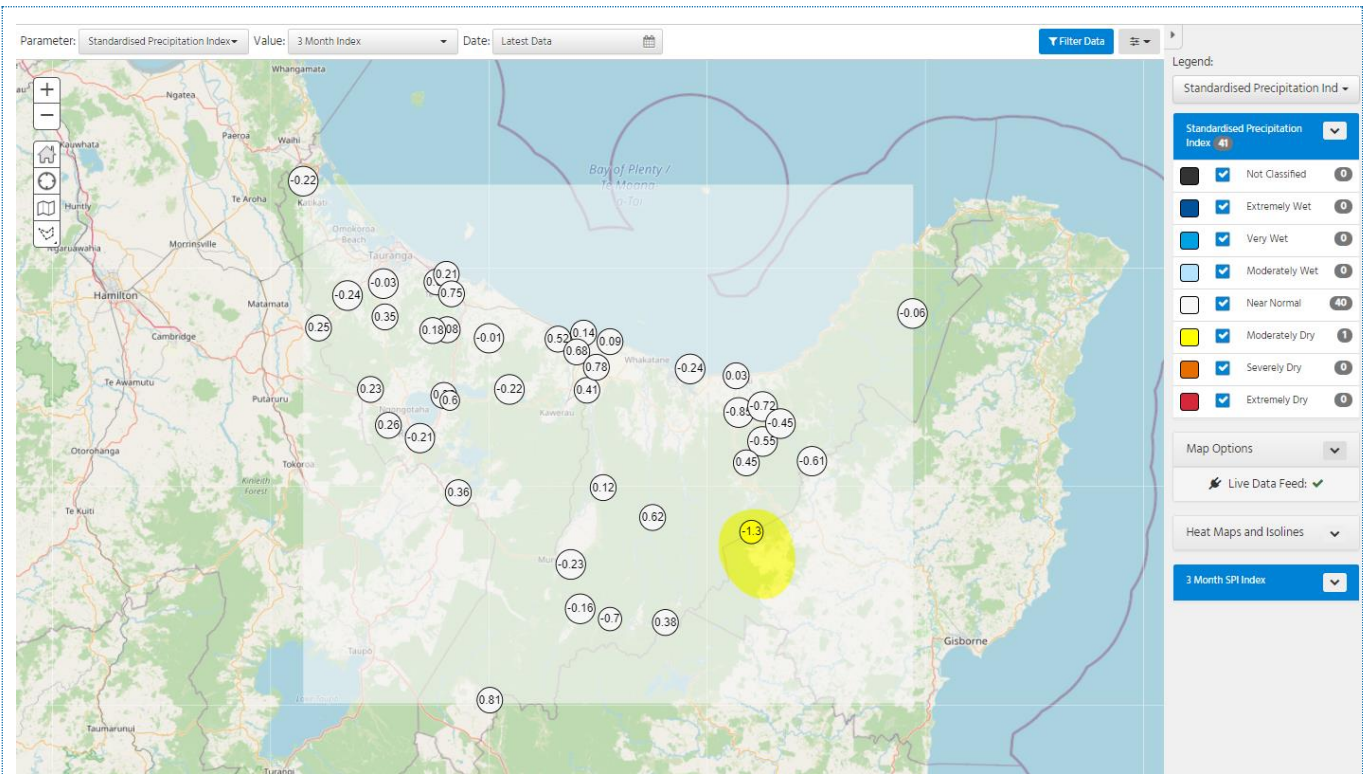 Parameter: Standardised Precipitation Index Value: 3 Month Index Date: Latest Data Filter Data
Legend:
Standardised Precipitation Ind
Standardised Precipitation
Index 41
Not Classified 0
Extremely Wet 0
Very Wet 0
Moderately Wet 0
Near Normal 40
Moderately Dry 1
Severely Dry 0
Extremely Dry 0
Map Options
Live Data Feed:
Heat Maps and Isolines
3 Month SPI Index
+
−
Whangamata
Ngatea
Paeroa
Waihi
Bay of Plenty /
Te Moana-
a-Toi
-0.22
Te Aroha
Katikati
Huntly
Omokoroa
Beach
Tauranga
Ngaruawahia
Morrinsville
0.21
-0.03
0.75
-0.24
Hamilton
Matamata
-0.06
0.35
0.25
0.18
-0.01
0.52
0.14
0.09
Cambridge
0.68
Whakatane
0.78
-0.24
0.03
Te Awamutu
Putaruru
0.23
-0.22
0.41
0.6
Ngongotaha
Kawerau
-0.72
-0.45
0.26
-0.21
-0.55
Otorohanga
0.45
-0.61
Tokoroa
Kinleith
Forest
0.36
0.12
Te Kuiti
0.62
-1.3
-0.23
-0.16
-0.7
0.38
Gisborne
Taupō
0.81
Taumarunui
Turangi